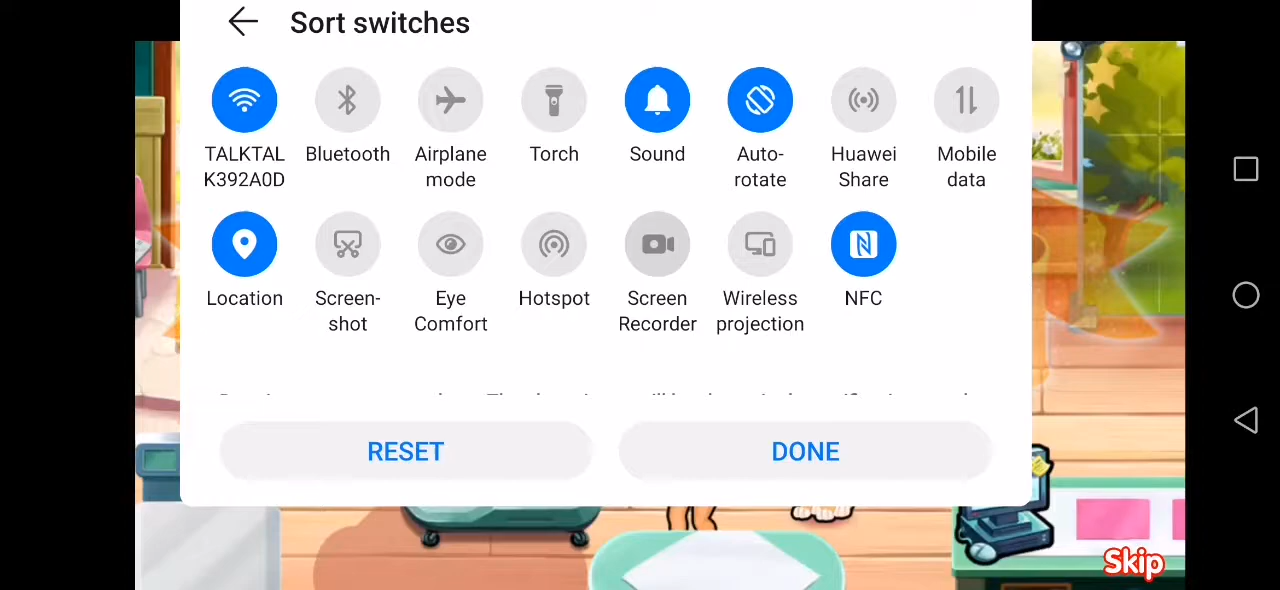 Sort switches
TALKTAL
K392A0D
Bluetooth
Airplane
mode
Torch
Sound
Auto-
rotate
Huawei
Share
Mobile
data
Location
Screen-
shot
Eye
Comfort
Hotspot
Screen
Recorder
Wireless
projection
NFC
RESET
DONE
Skip